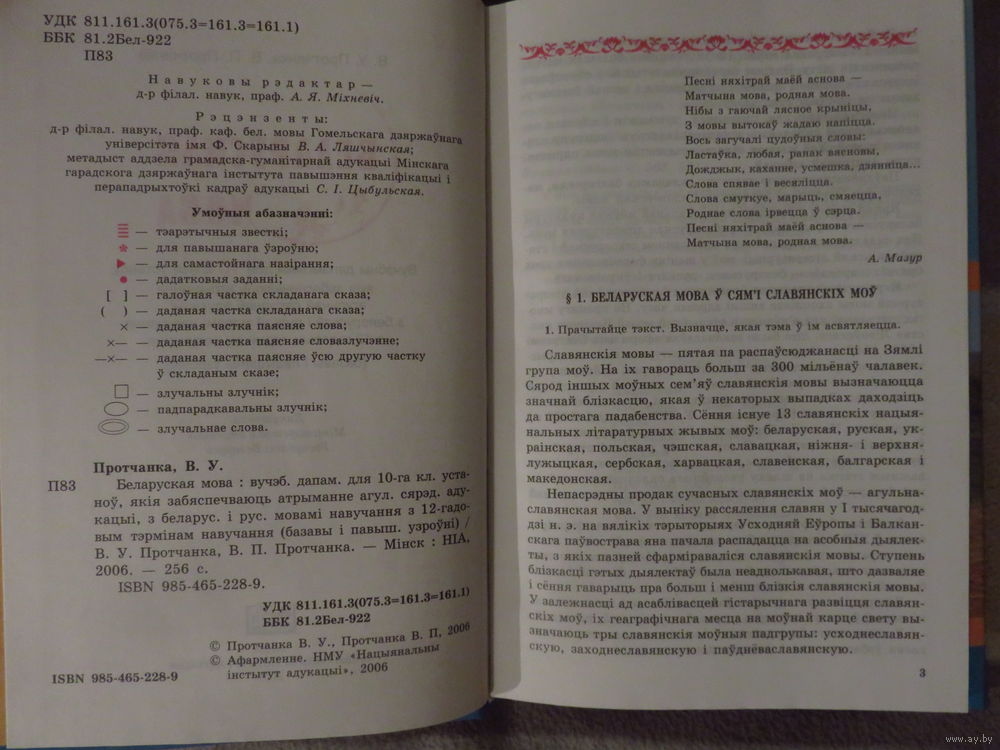 УДК 811.161.3(075.3=161.3=161.1)
ББК 81.2Бел-922
П83
Навуковы рэдактар —
д-р філал. навук, праф. А. Я. Міхневіч.
Рэцэнзенты:
д-р філал. навук, праф. каф. бел. мовы Гомельскага дзяржаўнага
універсітэта імя Ф. Скарыны В. А. Ляшчынская;
метадыст аддзела грамадска-гуманітарнай адукацыі Мінскага
гарадскога дзяржаўнага інстытута павышэння кваліфікацыі і
перападрыхтоўкі кадраў адукацыі С. І. Цыбульская.
Умоўныя абазначэнні:
— тэарэтычныя звесткі;
* — для павышанага ўзроўню;
▶ — для самастойнага назірання;
● — дадатковыя заданні;
[ ] — галоўная частка складанага сказа;
( ) — даданая частка складанага сказа;
× — даданая частка паясняе слова;
×— — даданая частка паясняе словазлучэнне;
—×— — даданая частка паясняе ўсю другую частку
ў складаным сказе;
— злучальны злучнік;
— падпарадкавальны злучнік;
— злучальнае слова.
Протчанка, В. У.
П83 Беларуская мова : вучэб. дапам. для 10-га кл. уста-
ноў, якія забяспечваюць атрыманне агул. сярэд. аду-
кацыі, з беларус. і рус. мовамі навучання з 12-гадо-
вым тэрмінам навучання (базавы і павыш. узроўні) /
В. У. Протчанка, В. П. Протчанка. — Мінск : НІА,
2006. — 256 с.
ISBN 985-465-228-9.
УДК 811.161.3(075.3=161.3=161.1)
ББК 81.2Бел-922
© Протчанка В. У., Протчанка В. П, 2006
© Афармленне. НМУ «Нацыянальны
інстытут адукацыі», 2006
ISBN 985-465-228-9
Песні няхітрай маёй аснова —
Матчына мова, родная мова.
Нібы з гаючай лясное крыніцы,
З мовы вытокаў жадаю напіцца.
Вось загучалі цудоўныя словы:
Ластаўка, любая, ранак вясновы,
Дожджык, каханне, усмешка, дзяніца...
Слова спявае і весяліцца.
Слова смуткуе, марыць, смяецца,
Роднае слова ірвецца ў сэрца.
Песні няхітрай маёй аснова —
Матчына мова, родная мова.
А. Мазур
§ 1. БЕЛАРУСКАЯ МОВА Ў СЯМ'І СЛАВЯНСКІХ МОЎ
1. Прачытайце тэкст. Вызначце, якая тэма ў ім асвятляецца.
Славянскія мовы — пятая па распаўсюджанасці на Зямлі
група моў. На іх гавораць больш за 300 мільёнаў чалавек.
Сярод іншых моўных сем'яў славянскія мовы вызначаюцца
значнай блізкасцю, якая ў некаторых выпадках даходзіць
да простага падабенства. Сёння існуе 13 славянскіх нацыя-
нальных літаратурных жывых моў: беларуская, руская, ук-
раінская, польская, чэшская, славацкая, ніжня- і верхня-
лужыцкая, сербская, харвацкая, славенская, балгарская і
македонская.
Непасрэдны продак сучасных славянскіх моў — агульна-
славянская мова. У выніку рассялення славян у I тысячагод-
дзі н. э. на вялікіх тэрыторыях Усходняй Еўропы і Балкан-
скага паўвострава яна пачала распадацца на асобныя дыялек-
ты, з якіх пазней сфарміраваліся славянскія мовы. Ступень
блізкасці гэтых дыялектаў была неаднолькавая, што дазваляе
і сёння гаварыць пра больш і менш блізкія славянскія мовы.
У залежнасці ад асаблівасцей гістарычнага развіцця славян-
скіх моў, іх геаграфічнага месца на моўнай карце свету вы-
значаюць тры славянскія моўныя падгрупы: усходнеславян-
скую, заходнеславянскую і паўднёваславянскую.
3
www.ay.by